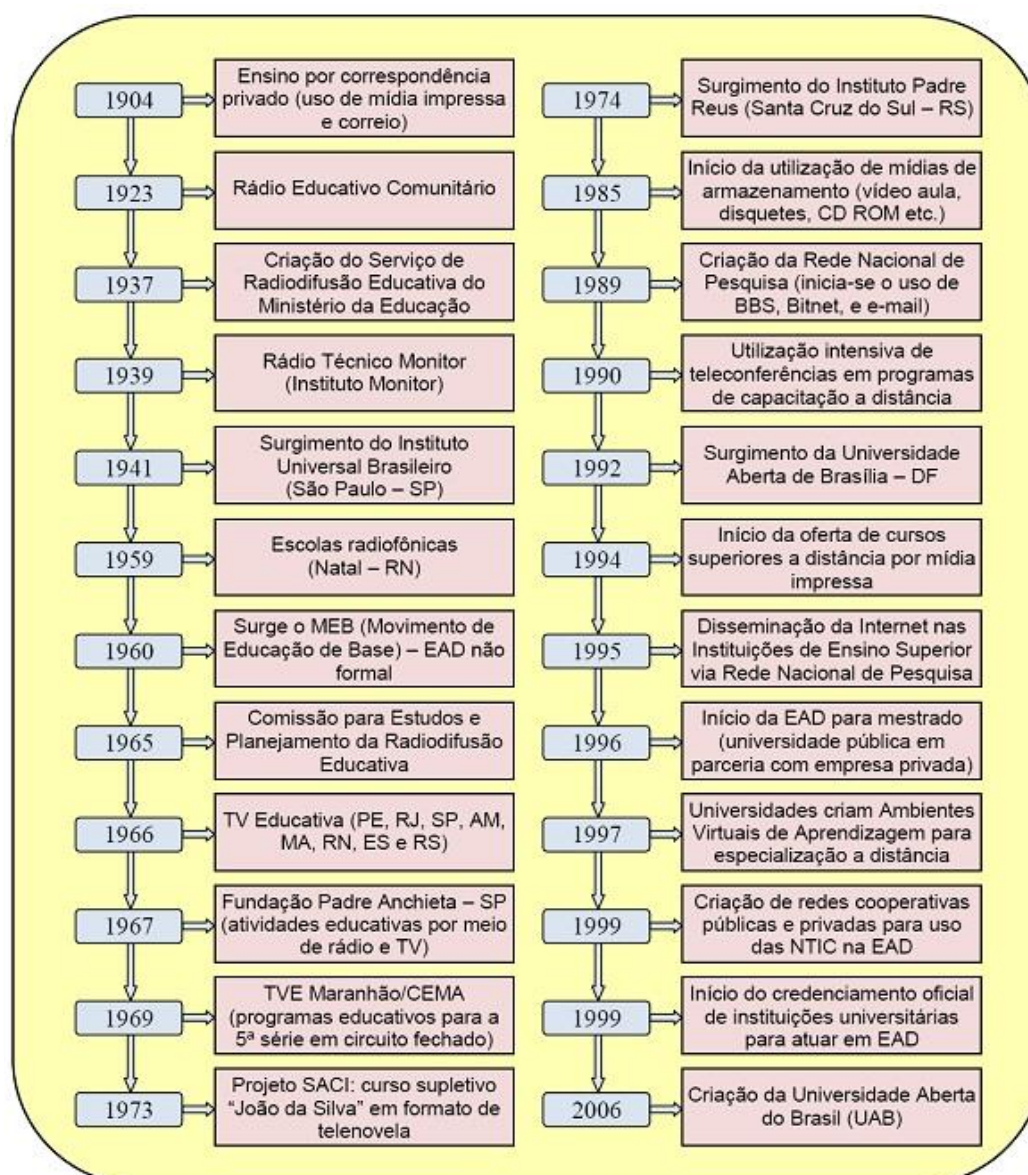 1904
Ensino por correspondência
privado (uso de mídia impressa
e correio)
1923
Rádio Educativo Comunitário
1937
Criação do Serviço de
Radiodifusão Educativa do
Ministério da Educação
1939
Rádio Técnico Monitor
(Instituto Monitor)
1941
Surgimento do Instituto
Universal Brasileiro
(São Paulo – SP)
1959
Escolas radiofônicas
(Natal – RN)
1960
Surge o MEB (Movimento de
Educação de Base) – EAD não
formal
1965
Comissão para Estudos e
Planejamento da Radiodifusão
Educativa
1966
TV Educativa (PE, RJ, SP, AM,
MA, RN, ES e RS)
1967
Fundação Padre Anchieta – SP
(atividades educativas por meio
de rádio e TV)
1969
TVE Maranhão/CEMA
(programas educativos para a
5ª série em circuito fechado)
1973
Projeto SACI: curso supletivo
“João da Silva” em formato de
telenovela
1974
Surgimento do Instituto Padre
Reus (Santa Cruz do Sul – RS)
1985
Início da utilização de mídias de
armazenamento (vídeo aula,
disquetes, CD ROM etc.)
1989
Criação da Rede Nacional de
Pesquisa (inicia-se o uso de
BBS, Bitnet, e e-mail)
1990
Utilização intensiva de
teleconferências em programas
de capacitação a distância
1992
Surgimento da Universidade
Aberta de Brasília – DF
1994
Início da oferta de cursos
superiores a distância por mídia
impressa
1995
Disseminação da Internet nas
Instituições de Ensino Superior
via Rede Nacional de Pesquisa
1996
Início da EAD para mestrado
(universidade pública em
parceria com empresa privada)
1997
Universidades criam Ambientes
Virtuais de Aprendizagem para
especialização a distância
1999
Criação de redes cooperativas
públicas e privadas para uso
das NTIC na EAD
1999
Início do credenciamento oficial
de instituições universitárias
para atuar em EAD
2006
Criação da Universidade Aberta
do Brasil (UAB)